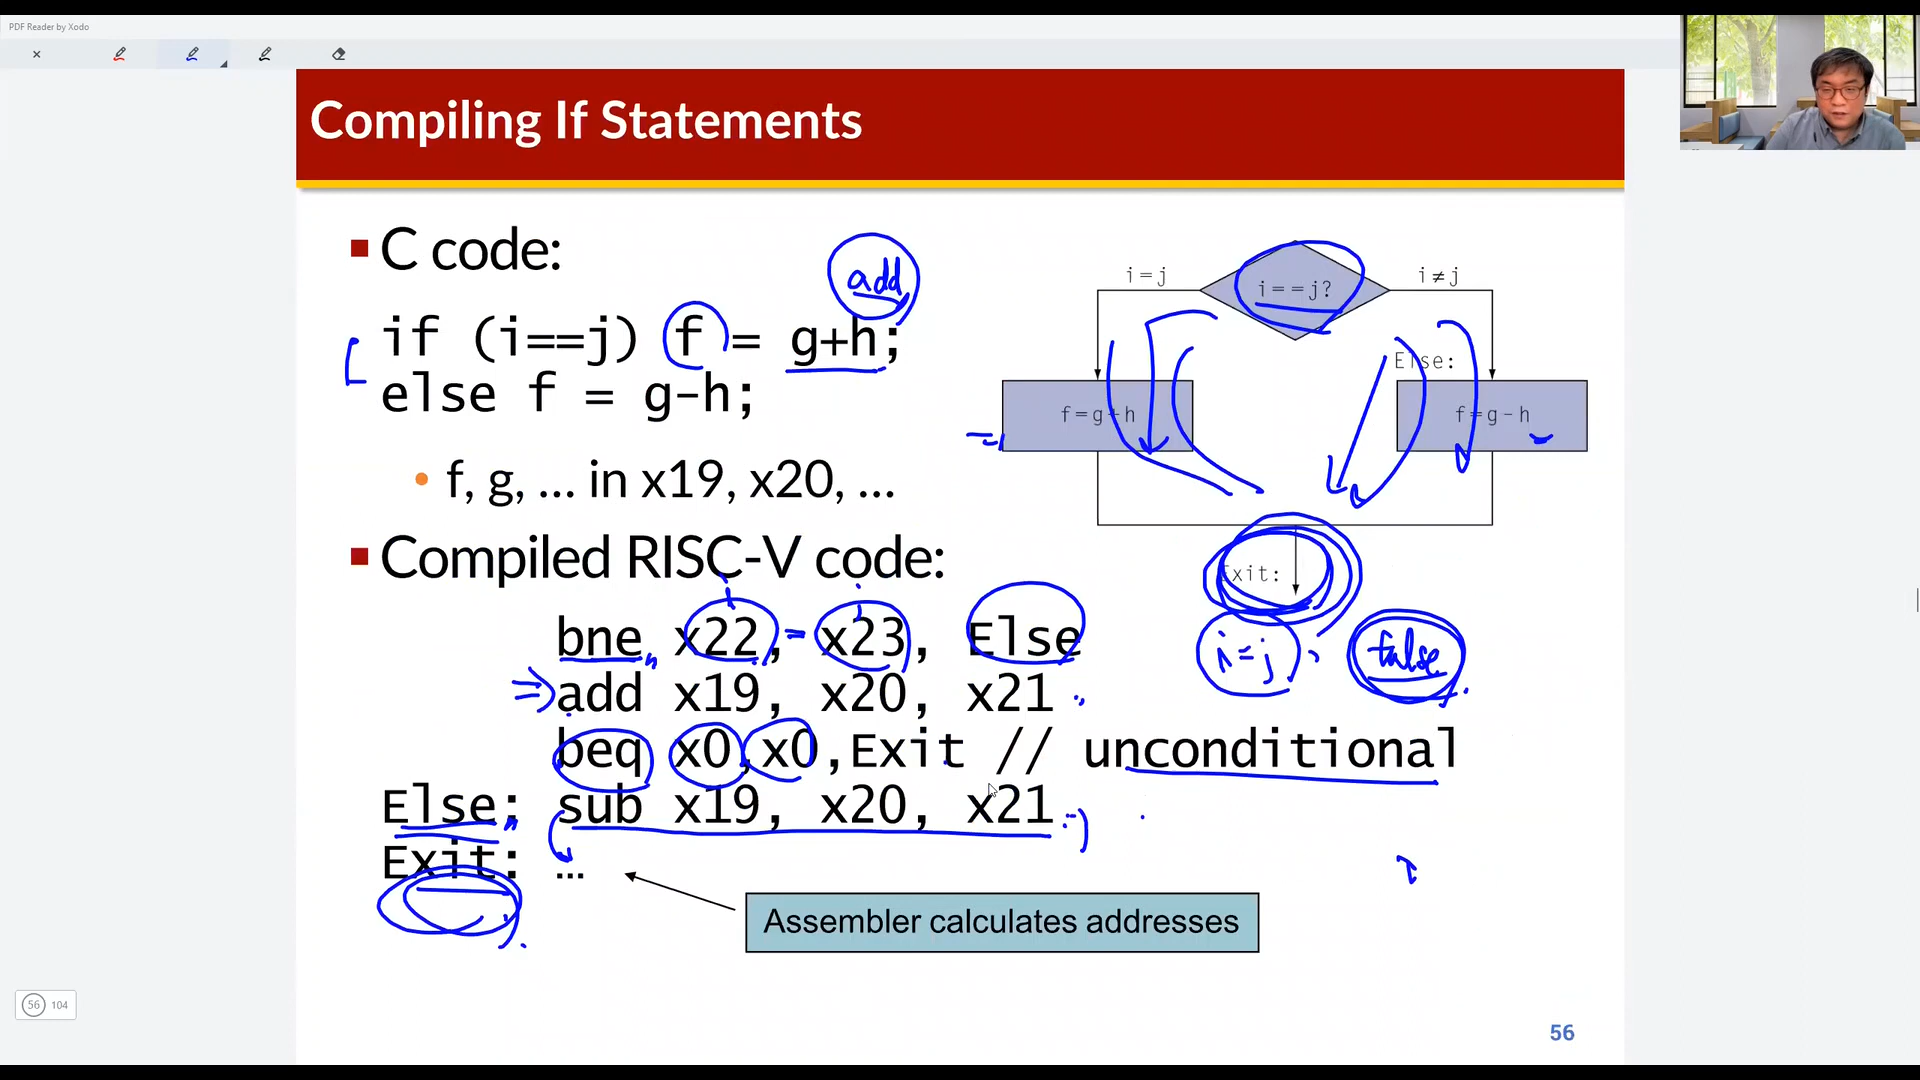 PDF Reader by Xodo
Compiling If Statements
C code:
add
if (i==j) f = g+h;
else f = g-h;
f, g, … in x19, x20, …
Compiled RISC-V code:
bne x22, x23, Else
add x19, x20, x21
beq x0,x0,Exit // unconditional
Else: sub x19, x20, x21
Exit: …
Assembler calculates addresses
i=j
i==j?
i≠j
Else:
f=g+h
f=g-h
Exit:
i=j
false
56 104
56